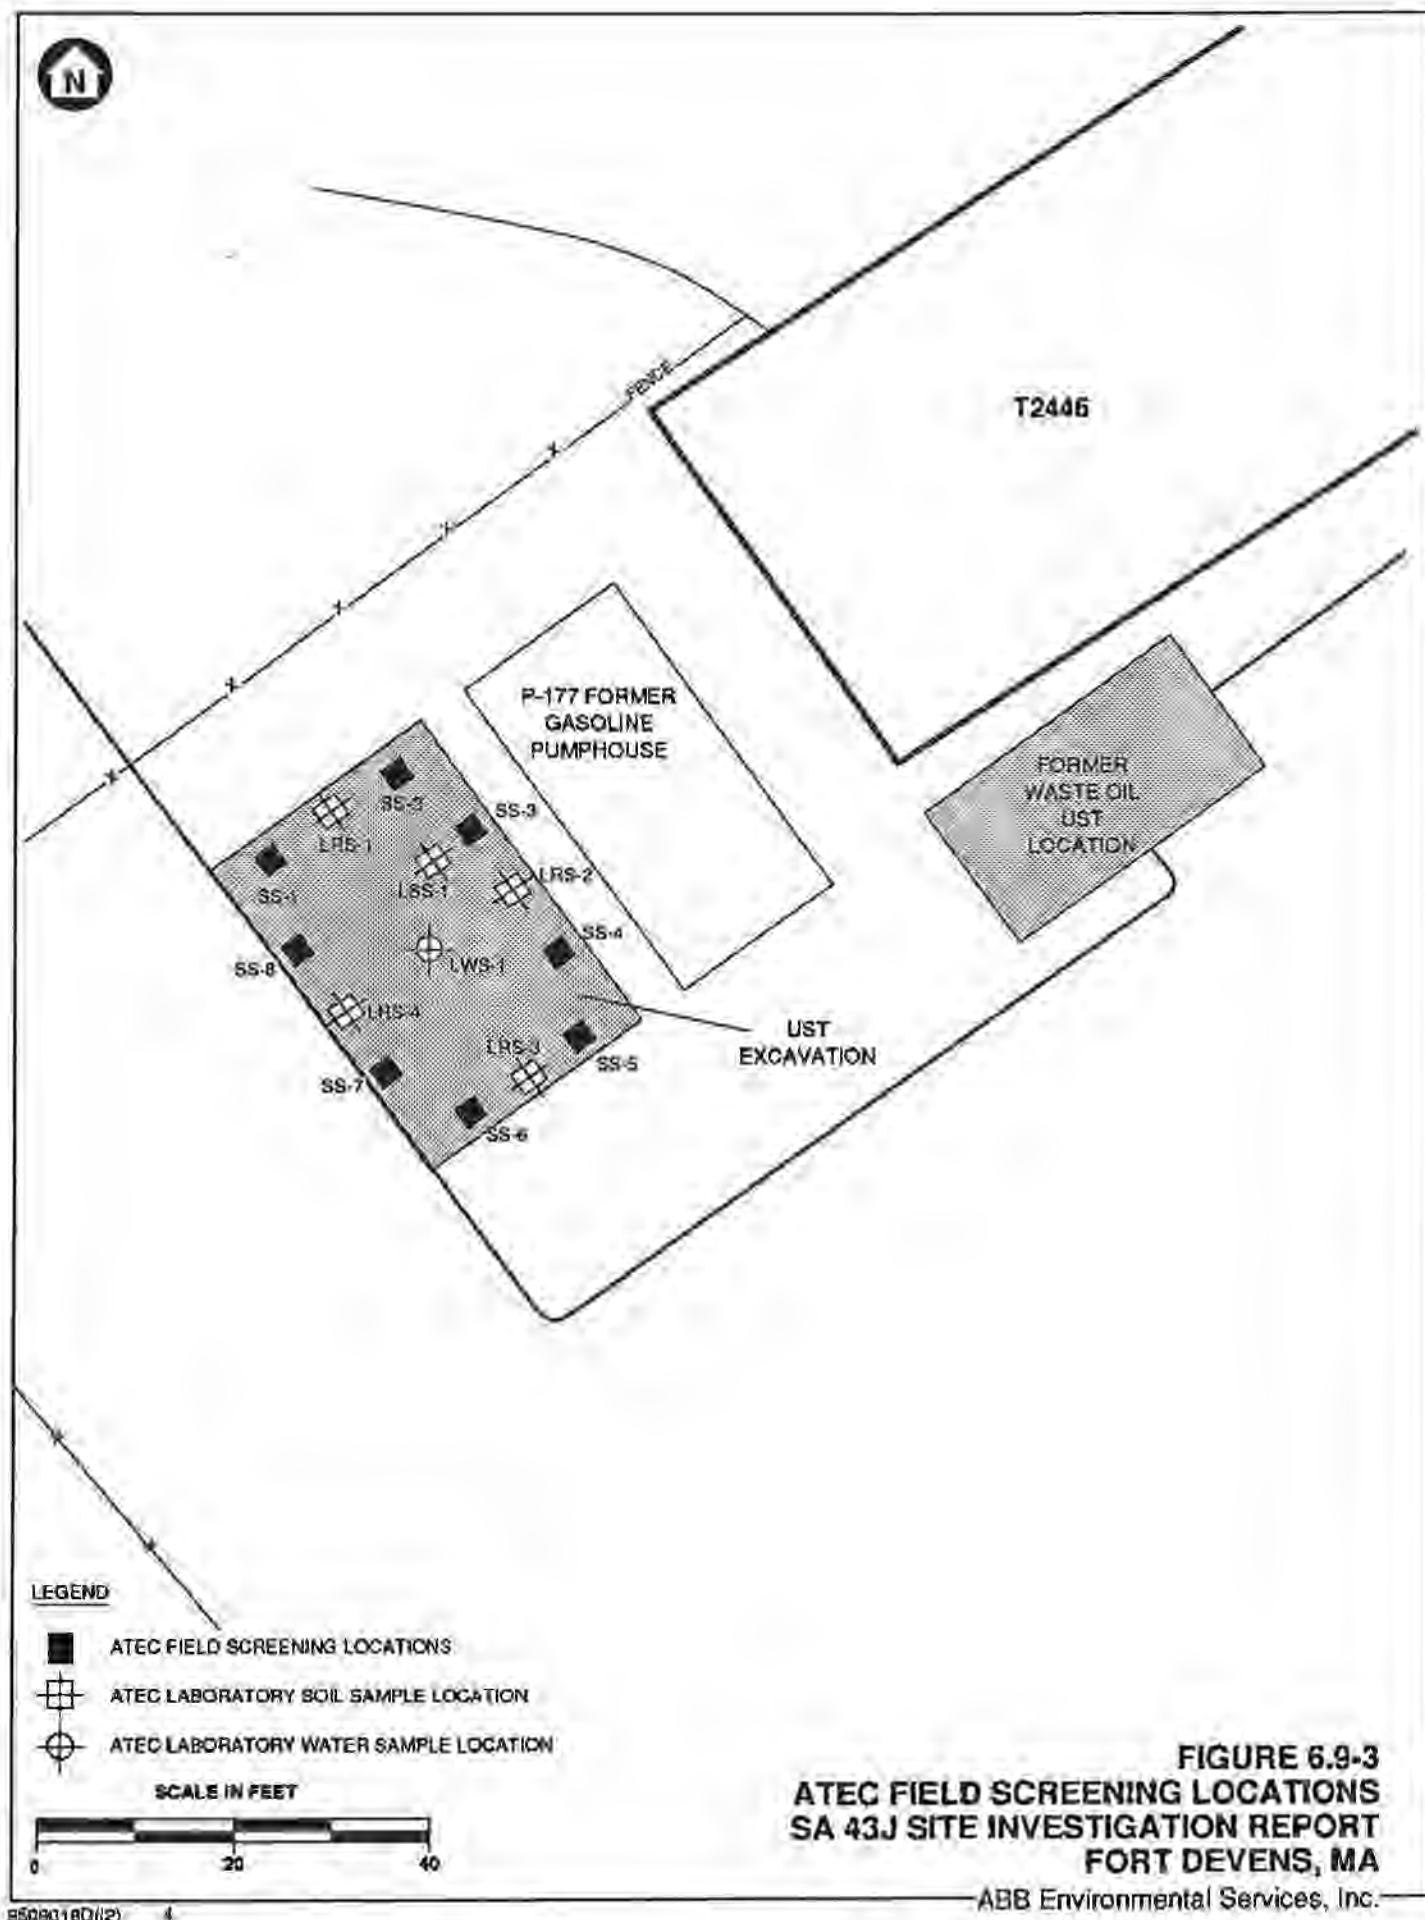 N
FENCE
T2446
P-177 FORMER
GASOLINE
PUMPHOUSE
FORMER
WASTE OIL
UST
LOCATION
SS-2
SS-3
LRS-1
LRS-2
SS-1
LSS-1
SS-4
SS-8
LWS-1
LRS-4
UST
EXCAVATION
LRS-3
SS-5
SS-7
SS-6
LEGEND
ATEC FIELD SCREENING LOCATIONS
ATEC LABORATORY SOIL SAMPLE LOCATION
ATEC LABORATORY WATER SAMPLE LOCATION
SCALE IN FEET
0 20 40
FIGURE 6.9-3
ATEC FIELD SCREENING LOCATIONS
SA 43J SITE INVESTIGATION REPORT
FORT DEVENS, MA
ABB Environmental Services, Inc.
4